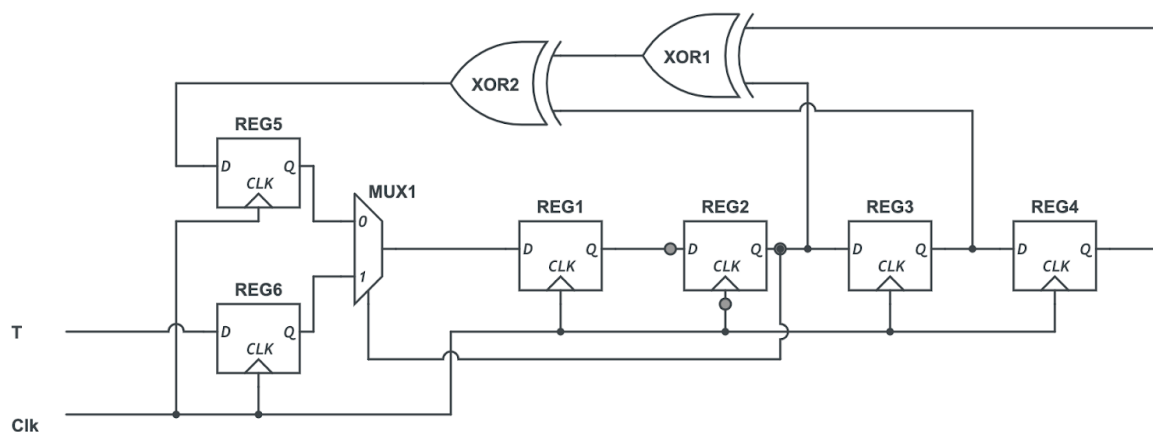 XOR1
XOR2
REG5
D Q
CLK
MUX1
0
1
REG1
D Q
CLK
REG2
D Q
CLK
REG3
D Q
CLK
REG4
D Q
CLK
REG6
D Q
CLK
T
Clk